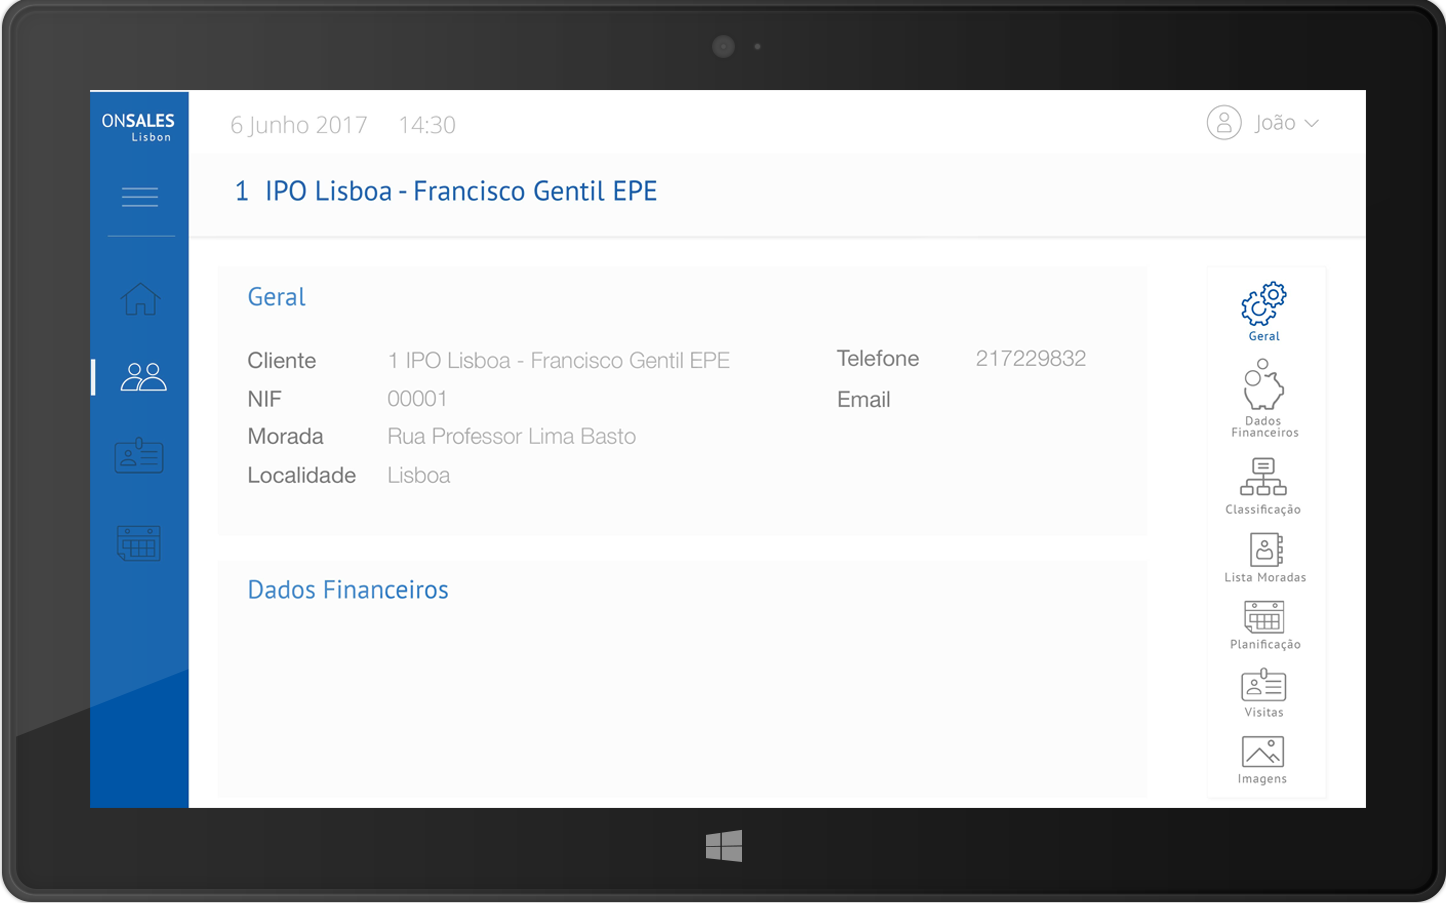 ONSALES
Lisbon
6 Junho 2017 14:30
João
1 IPO Lisboa - Francisco Gentil EPE
Geral
Cliente 1 IPO Lisboa - Francisco Gentil EPE
NIF 00001
Morada Rua Professor Lima Basto
Localidade Lisboa
Telefone 217229832
Email
Dados Financeiros
Geral
Dados
Financeiros
Classificação
Lista Moradas
Planificação
Visitas
Imagens